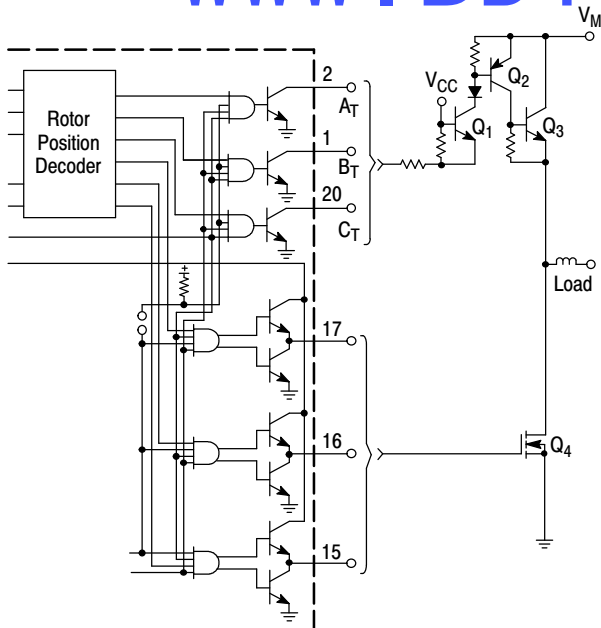 VM
2
AT
VCC
Q2
Q1
Q3
Rotor
Position
Decoder
1
BT
20
CT
Load
17
16
Q4
15